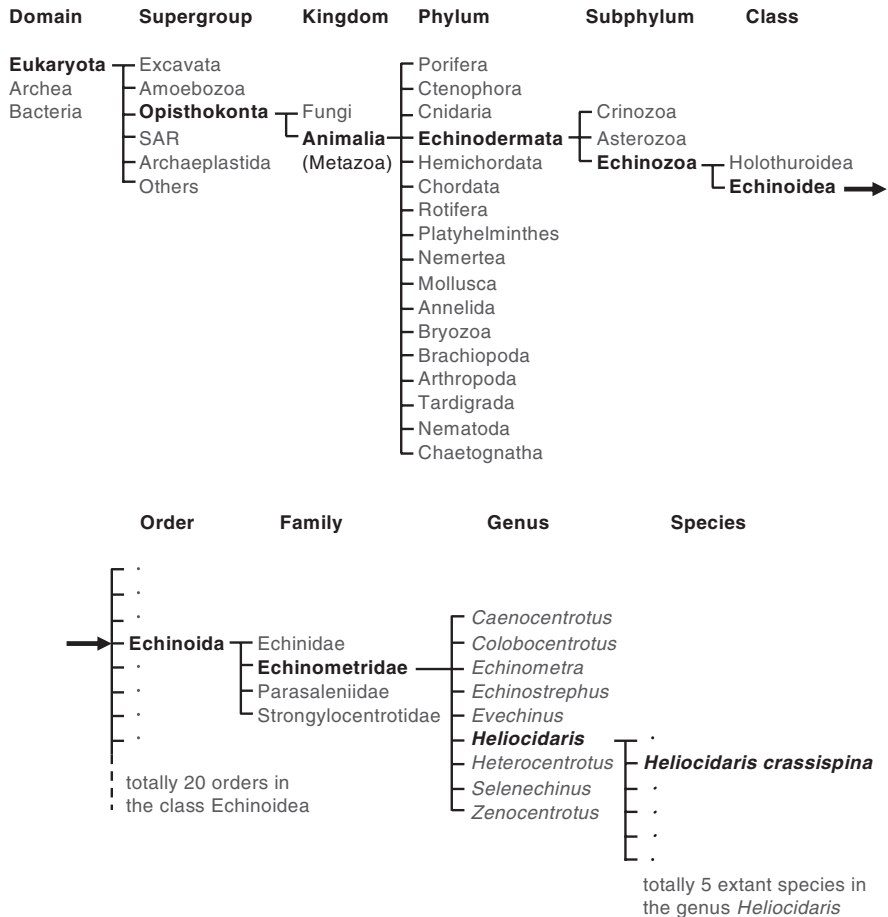 Domain Supergroup Kingdom Phylum Subphylum Class
Eukaryota Excavata Porifera
Archea Amoebozoa Ctenophora
Bacteria Opisthokonta Fungi Cnidaria Crinozoa
SAR Animalia Echinodermata Asterozoa
Archaeplastida (Metazoa) Hemichordata Echinozoa Holothuroidea
Others Chordata Echinoidea
Rotifera
Platyhelminthes
Nemertea
Mollusca
Annelida
Bryozoa
Brachiopoda
Arthropoda
Tardigrada
Nematoda
Chaetognatha
Order Family Genus Species
Caenocentrotus
Echinoida Echinidae Colobocentrotus
Echinometridae Echinometra
Parasaleniidae Echinostrephus
Strongylocentrotidae Evechinus
Heliocidaris
Heterocentrotus Heliocidaris crassispina
totally 20 orders in Selenechinus
the class Echinoidea Zenocentrotus
totally 5 extant species in
the genus Heliocidaris